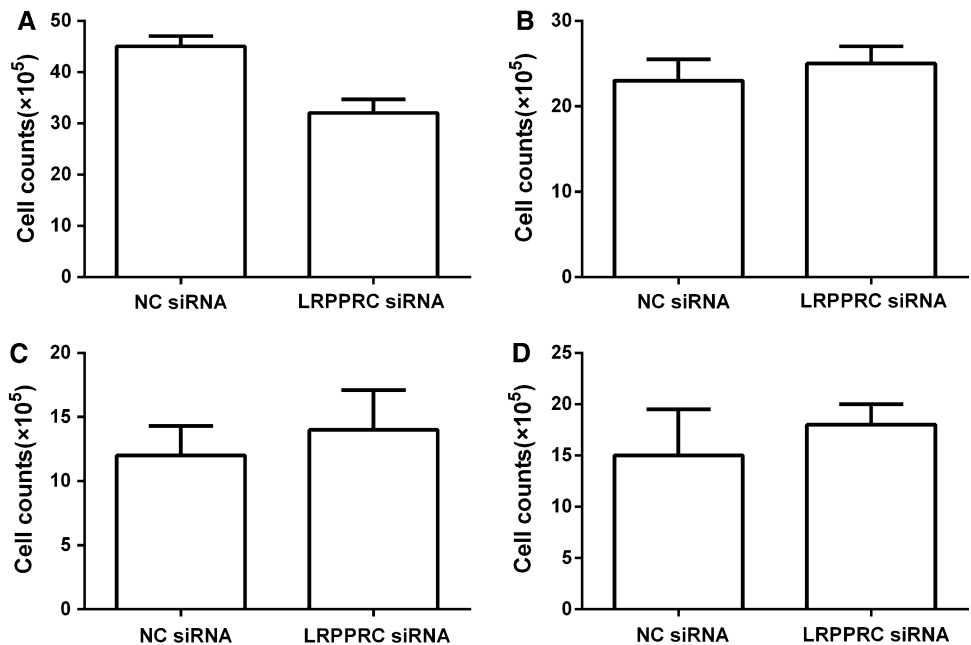 A
Cell counts(×10⁵)
50
40
30
20
10
0
NC siRNA
LRPPRC siRNA
B
Cell counts(×10⁵)
30
20
10
0
NC siRNA
LRPPRC siRNA
C
Cell counts(×10⁵)
20
15
10
5
0
NC siRNA
LRPPRC siRNA
D
Cell counts(×10⁵)
25
20
15
10
5
0
NC siRNA
LRPPRC siRNA